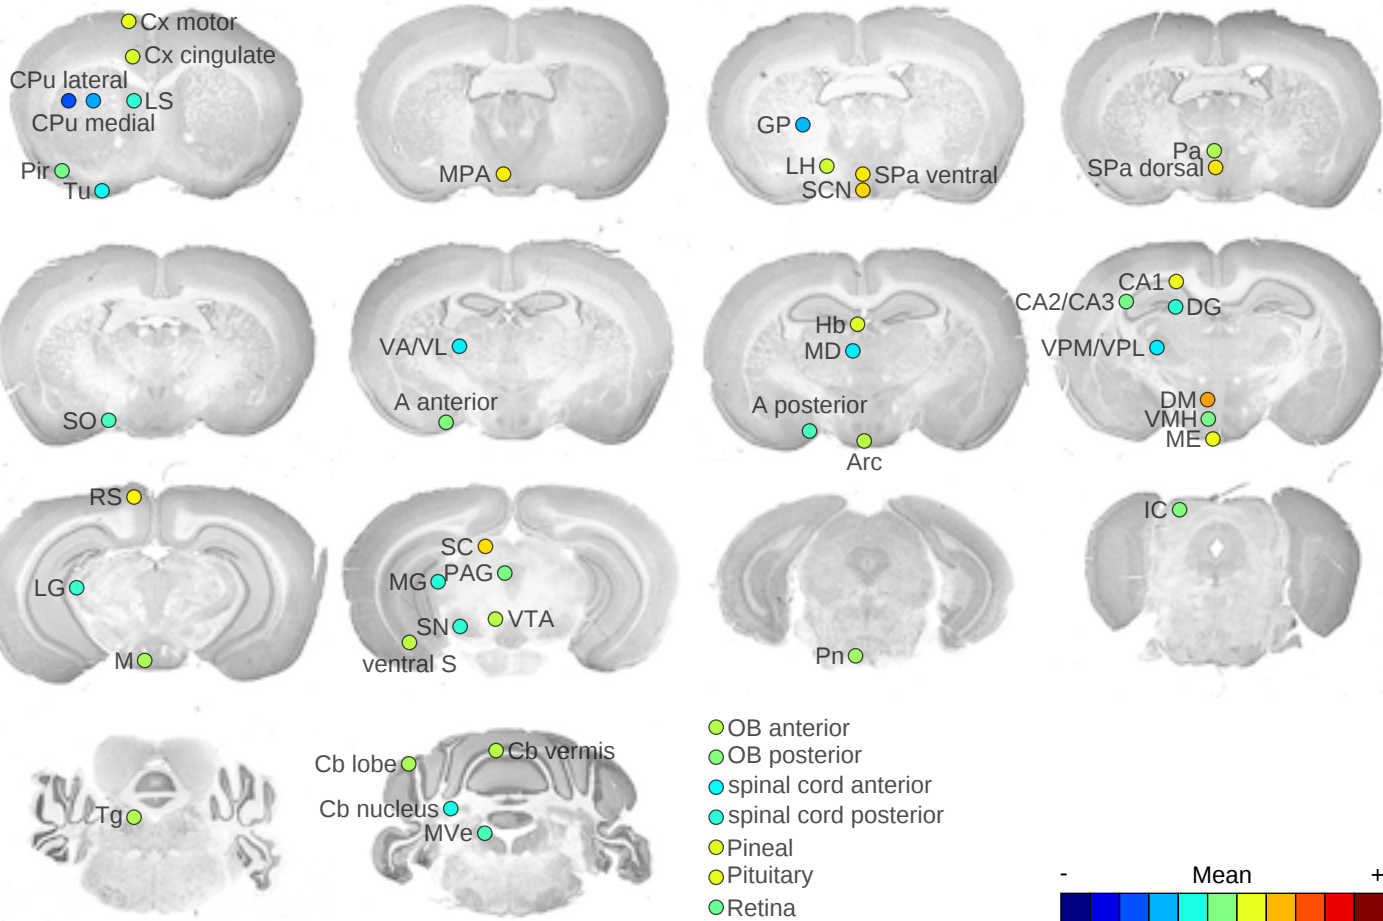 Cx motor
Cx cingulate
CPu lateral
LS
CPu medial
Pir
Tu
MPA
GP
LH
SPa ventral
SCN
Pa
SPa dorsal
SO
VA/VL
A anterior
Hb
MD
A posterior
Arc
CA1
CA2/CA3
DG
VPM/VPL
DM
VMH
ME
RS
LG
M
SC
PAG
MG
VTA
SN
ventral S
Pn
IC
Tg
Cb lobe
Cb vermis
Cb nucleus
MVe
OB anterior
OB posterior
spinal cord anterior
spinal cord posterior
Pineal
Pituitary
Retina
- Mean +